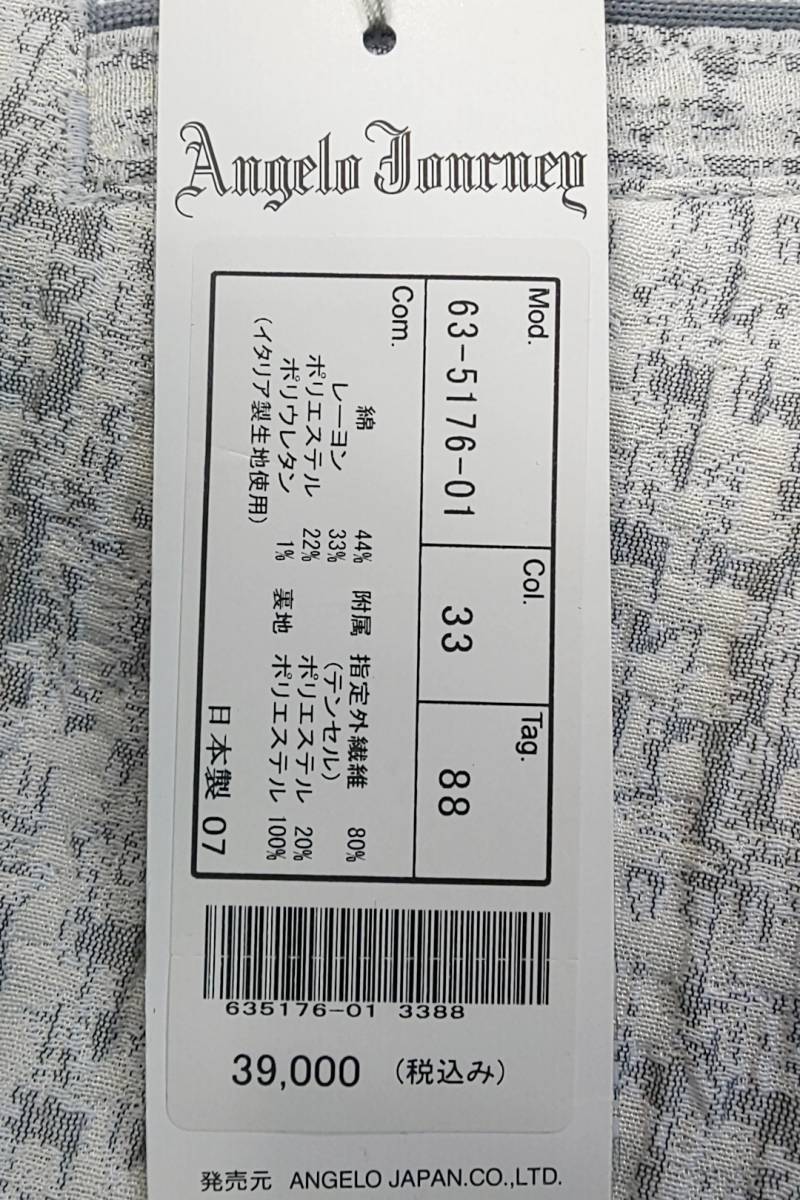 Angelo Journey
Mod. Col. Tag.
63-5176-01 33 88
Com.
綿 44% 附属 指定外繊維 80%
レーヨン 33% (テンセル)
ポリエステル 22% ポリエステル 20%
ポリウレタン 1% 裏地 ポリエステル 100%
(イタリア製生地使用)
日本製 07
635176-01 3388
39,000 (税込み)
発売元 ANGELO JAPAN.CO.,LTD.